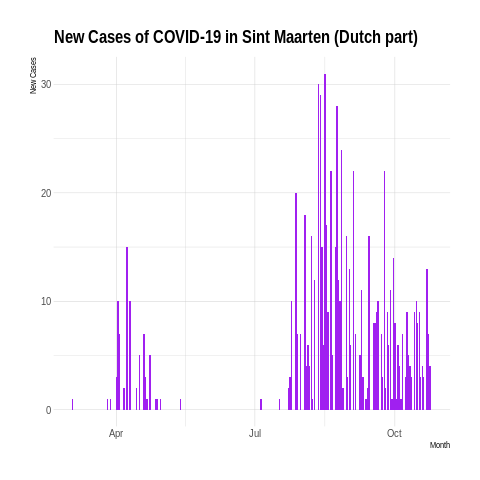 New Cases of COVID-19 in Sint Maarten (Dutch part)
New Cases
30
20
10
0
Apr
Jul
Oct
Month